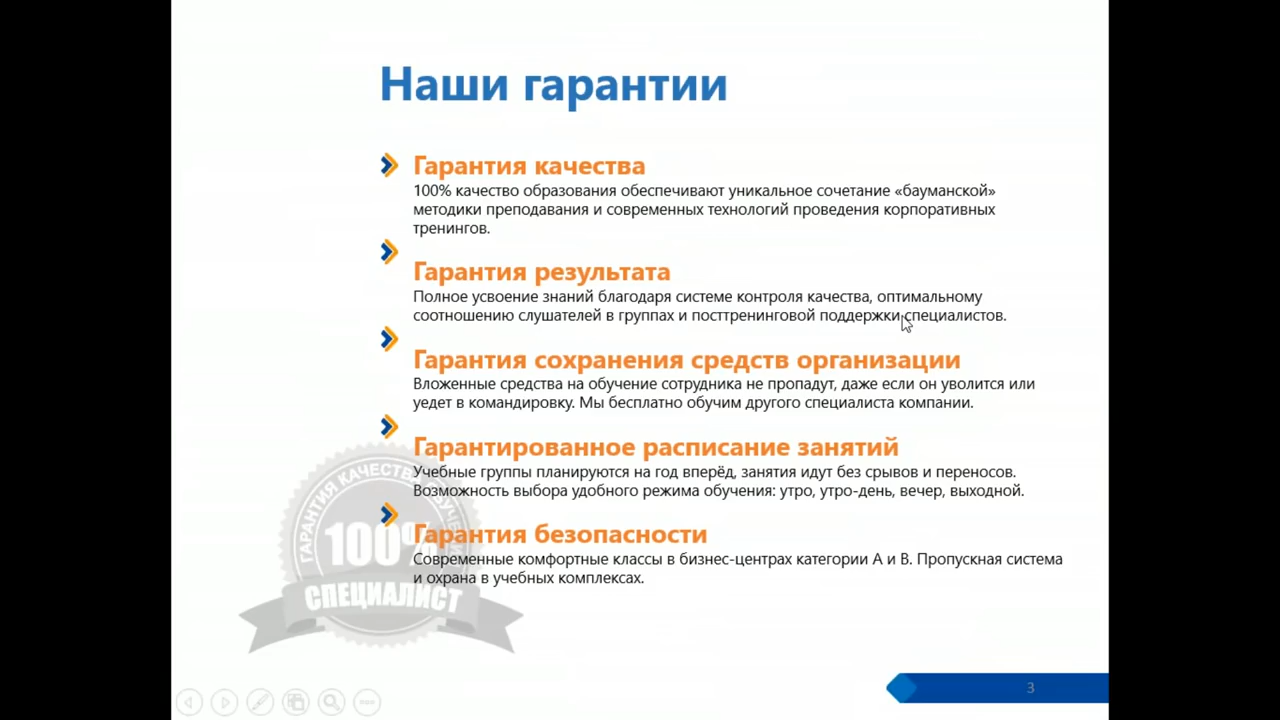 Наши гарантии
Гарантия качества
100% качество образования обеспечивают уникальное сочетание «бауманской»
методики преподавания и современных технологий проведения корпоративных
тренингов.
Гарантия результата
Полное усвоение знаний благодаря системе контроля качества, оптимальному
соотношению слушателей в группах и посттренинговой поддержки специалистов.
Гарантия сохранения средств организации
Вложенные средства на обучение сотрудника не пропадут, даже если он уволится или
уедет в командировку. Мы бесплатно обучим другого специалиста компании.
Гарантированное расписание занятий
Учебные группы планируются на год вперёд, занятия идут без срывов и переносов.
Возможность выбора удобного режима обучения: утро, утро-день, вечер, выходной.
Гарантия безопасности
Современные комфортные классы в бизнес-центрах категории А и В. Пропускная система
и охрана в учебных комплексах.
ГАРАНТИЯ КАЧЕСТВА
100%
СПЕЦИАЛИСТ
3